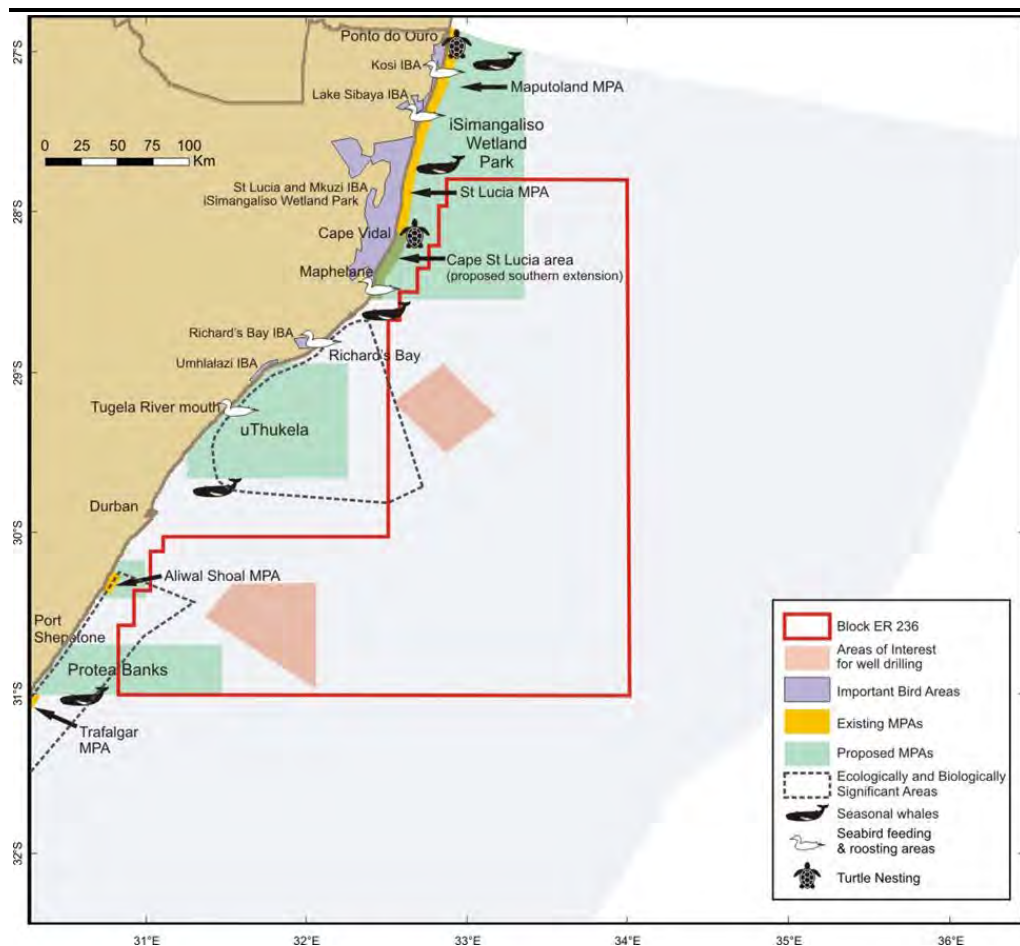 27°S
28°S
29°S
30°S
31°S
32°S
Ponto do Ouro
Kosi IBA
Maputoland MPA
Lake Sibaya IBA
iSimangaliso
Wetland
Park
0 25 50 75 100
Km
St Lucia and Mkuzi IBA
iSimangaliso Wetland Park
St Lucia MPA
Cape Vidal
Cape St Lucia area
(proposed southern extension)
Maphelane
Richard's Bay IBA
Richard's Bay
Umhlalazi IBA
Tugela River mouth
uThukela
Durban
Aliwal Shoal MPA
Port
Shepstone
Protea Banks
Trafalgar
MPA
Block ER 236
Areas of Interest
for well drilling
Important Bird Areas
Existing MPAs
Proposed MPAs
Ecologically and Biologically
Significant Areas
Seasonal whales
Seabird feeding
& roosting areas
Turtle Nesting
31°E
32°E
33°E
34°E
35°E
36°E